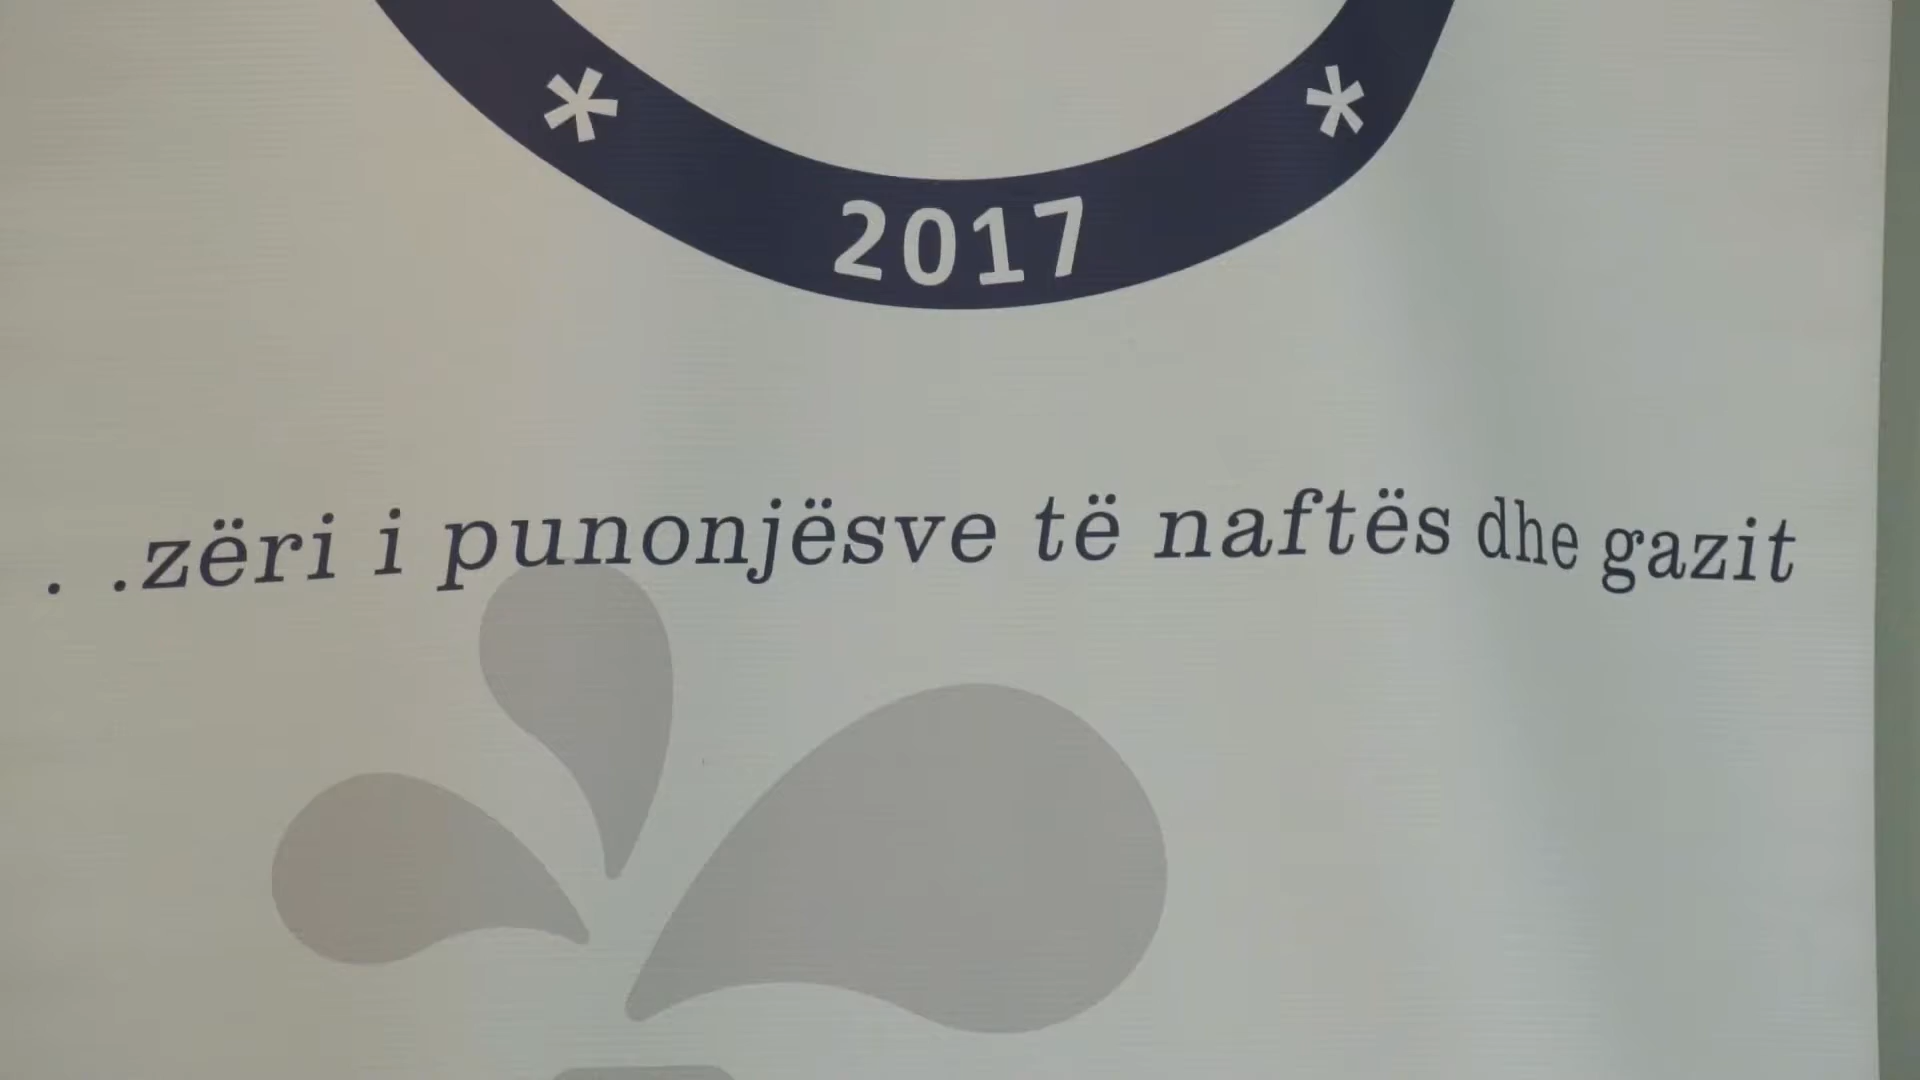 * 2017 *
. .zëri i punonjësve të naftës dhe gazit